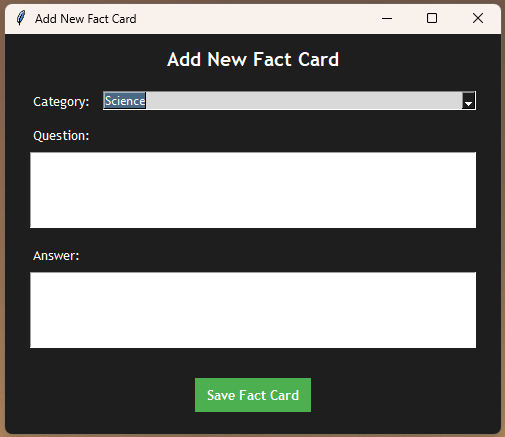 Add New Fact Card
Add New Fact Card
Category: Science
Question:
Answer:
Save Fact Card